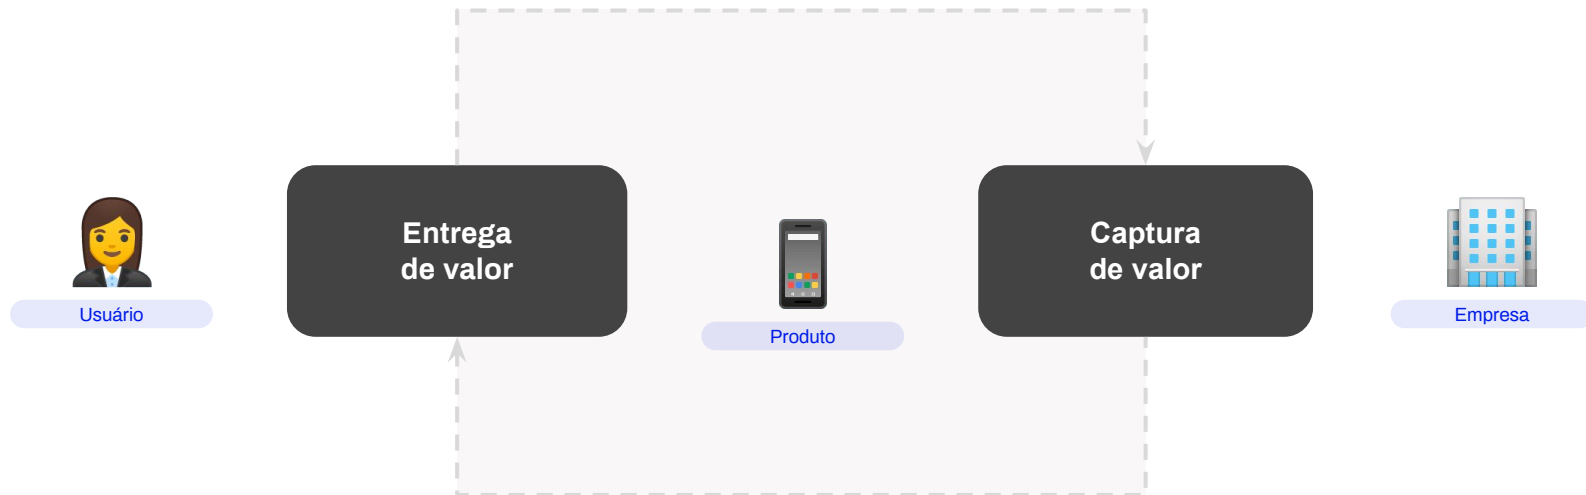 Entrega
de valor
Captura
de valor
Usuário
Produto
Empresa